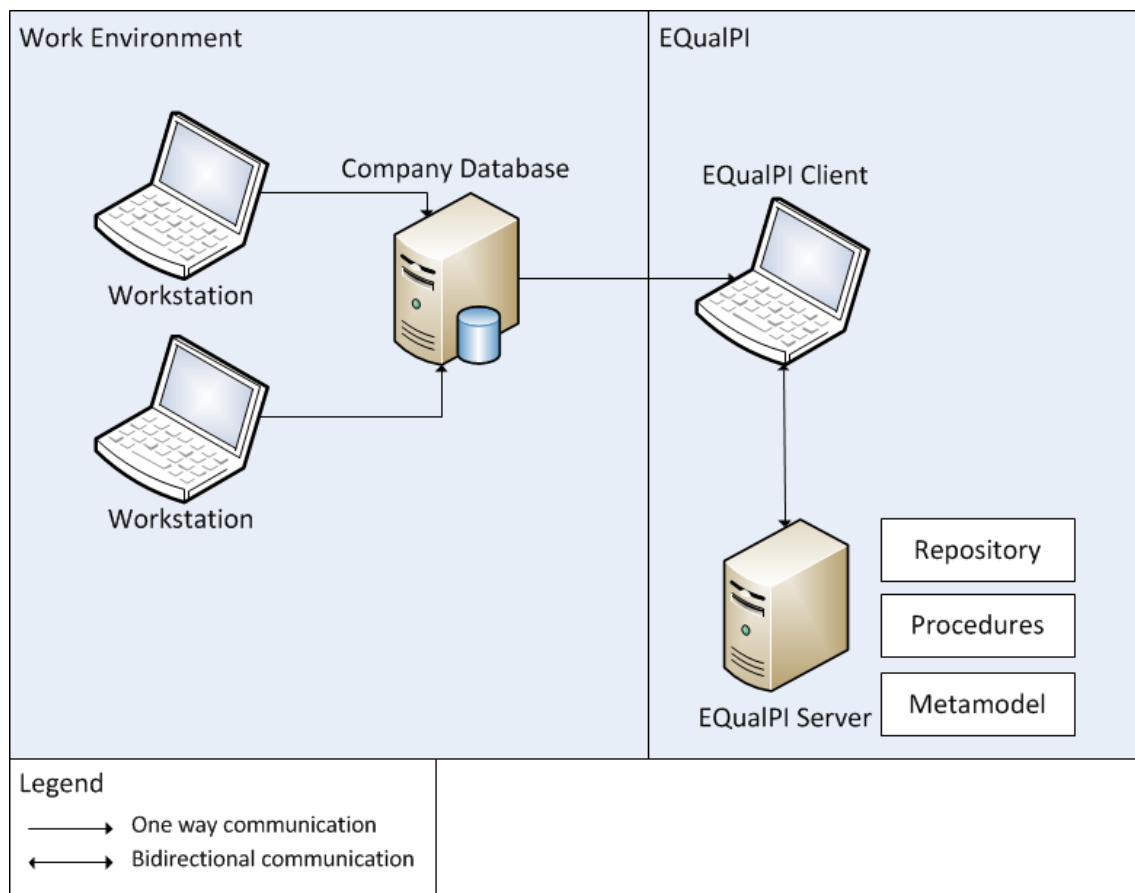 Work Environment
EQualPI
Company Database
EQualPI Client
Workstation
Workstation
Repository
Procedures
Metamodel
EQualPI Server
Legend
One way communication
Bidirectional communication